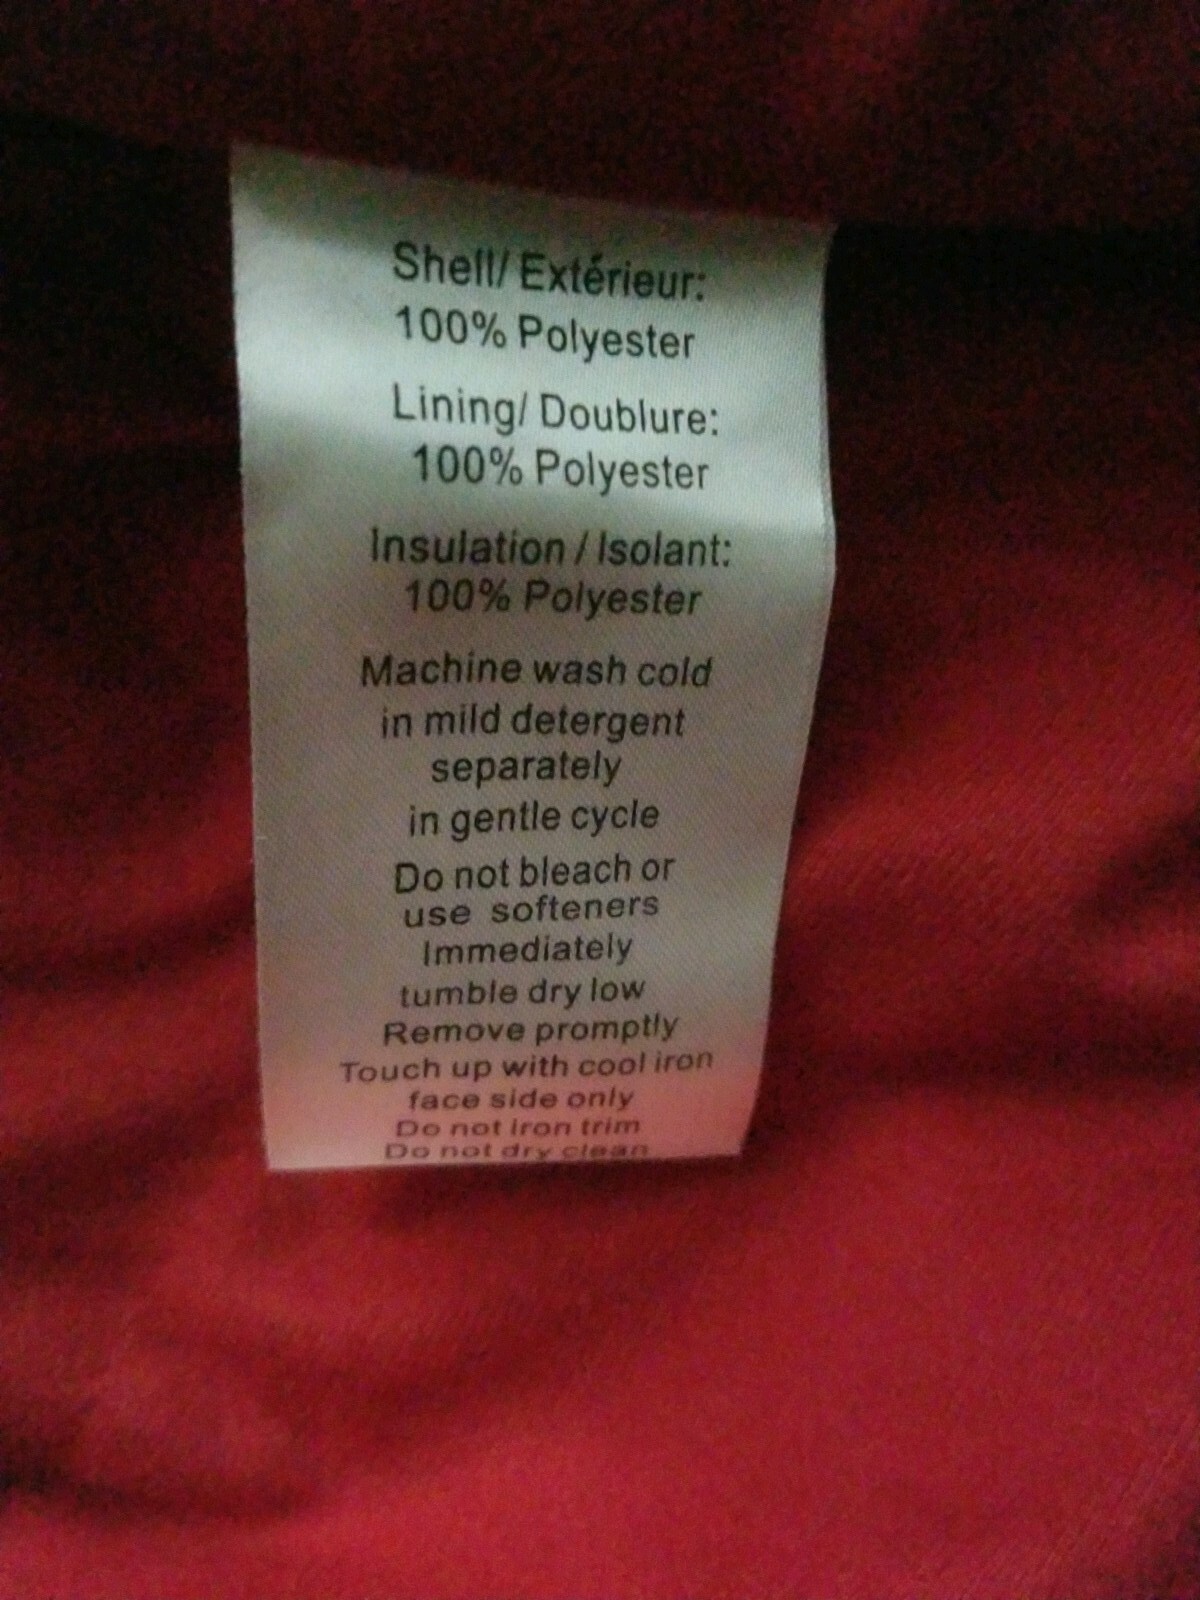 Shell/ Extérieur:
100% Polyester
Lining/ Doublure:
100% Polyester
Insulation / Isolant:
100% Polyester
Machine wash cold
in mild detergent
separately
in gentle cycle
Do not bleach or
use softeners
Immediately
tumble dry low
Remove promptly
Touch up with cool iron
face side only
Do not iron trim
Do not dry clean